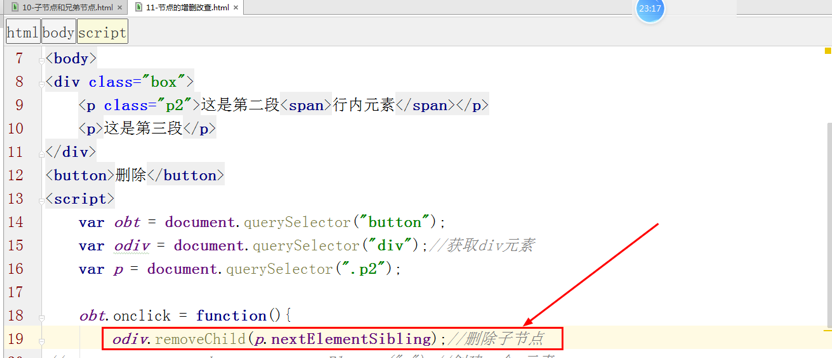 10-子节点和兄弟节点.html × 11-节点的增删改查.html × 23:17
html body script
7 <body>
8 <div class="box">
9 <p class="p2">这是第二段<span>行内元素</span></p>
10 <p>这是第三段</p>
11 </div>
12 <button>删除</button>
13 <script>
14 var obt = document.querySelector("button");
15 var odiv = document.querySelector("div");//获取div元素
16 var p = document.querySelector(".p2");
17
18 obt.onclick = function(){
19 odiv.removeChild(p.nextElementSibling);//删除子节点